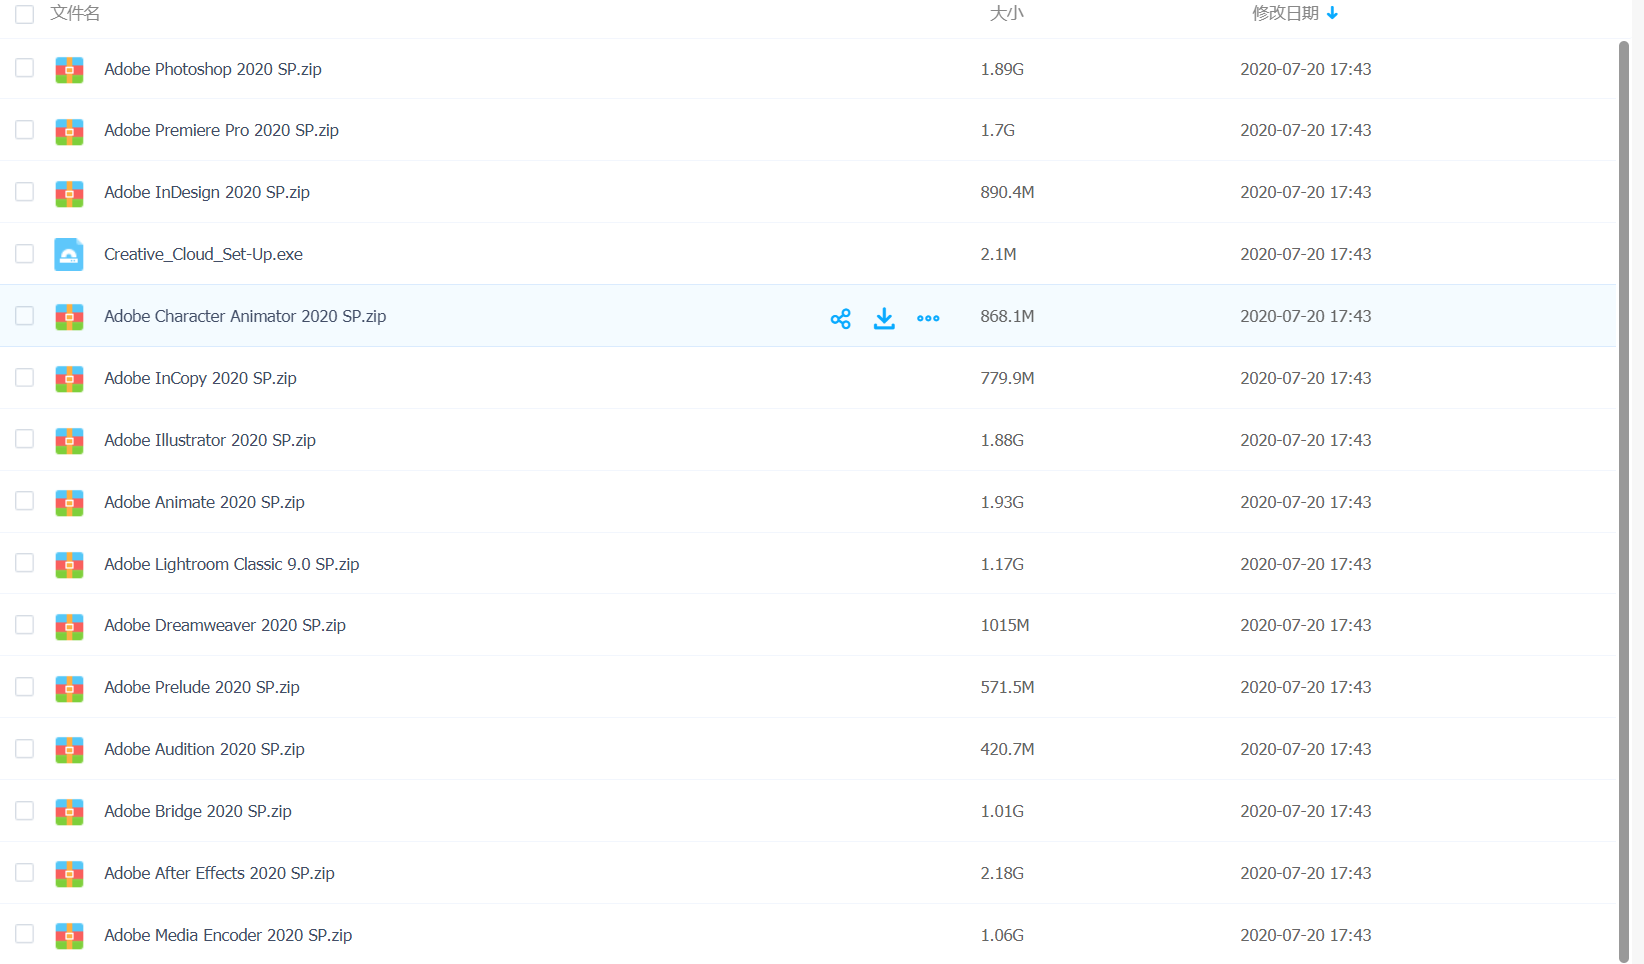 文件名 大小 修改日期
Adobe Photoshop 2020 SP.zip 1.89G 2020-07-20 17:43
Adobe Premiere Pro 2020 SP.zip 1.7G 2020-07-20 17:43
Adobe InDesign 2020 SP.zip 890.4M 2020-07-20 17:43
Creative_Cloud_Set-Up.exe 2.1M 2020-07-20 17:43
Adobe Character Animator 2020 SP.zip 868.1M 2020-07-20 17:43
Adobe InCopy 2020 SP.zip 779.9M 2020-07-20 17:43
Adobe Illustrator 2020 SP.zip 1.88G 2020-07-20 17:43
Adobe Animate 2020 SP.zip 1.93G 2020-07-20 17:43
Adobe Lightroom Classic 9.0 SP.zip 1.17G 2020-07-20 17:43
Adobe Dreamweaver 2020 SP.zip 1015M 2020-07-20 17:43
Adobe Prelude 2020 SP.zip 571.5M 2020-07-20 17:43
Adobe Audition 2020 SP.zip 420.7M 2020-07-20 17:43
Adobe Bridge 2020 SP.zip 1.01G 2020-07-20 17:43
Adobe After Effects 2020 SP.zip 2.18G 2020-07-20 17:43
Adobe Media Encoder 2020 SP.zip 1.06G 2020-07-20 17:43